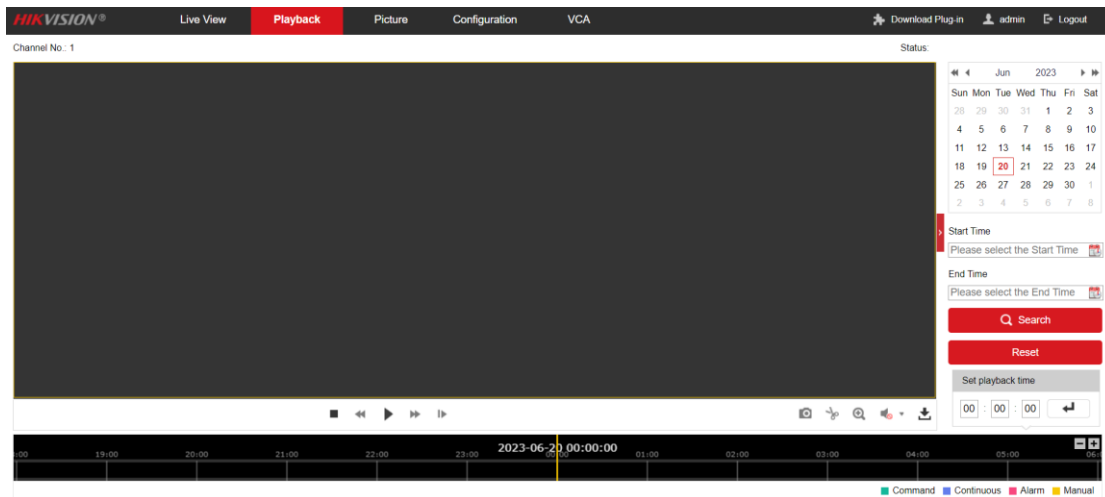 HIKVISION® Live View Playback Picture Configuration VCA Download Plug-in admin Logout
Channel No.: 1 Status:
Jun 2023
Sun Mon Tue Wed Thu Fri Sat
28 29 30 31 1 2 3
4 5 6 7 8 9 10
11 12 13 14 15 16 17
18 19 20 21 22 23 24
25 26 27 28 29 30 1
2 3 4 5 6 7 8
Start Time
Please select the Start Time
End Time
Please select the End Time
Search
Reset
Set playback time
00 : 00 : 00
2023-06-20 00:00:00
:00 19:00 20:00 21:00 22:00 23:00 00:00 01:00 02:00 03:00 04:00 05:00 06:
Command Continuous Alarm Manual